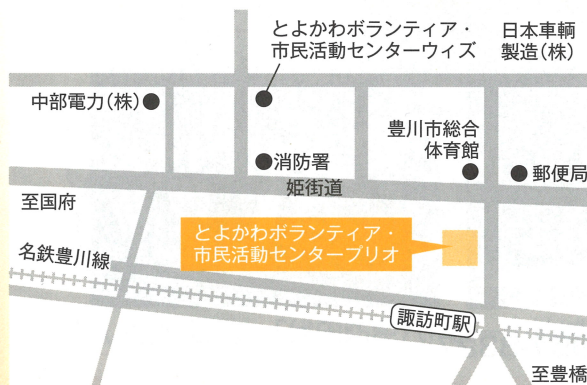 とよかわボランティア・
市民活動センターウィズ
日本車輌
製造(株)
中部電力(株)
豊川市総合
体育館
消防署
郵便局
姫街道
至国府
とよかわボランティア・
市民活動センタープリオ
名鉄豊川線
諏訪町駅
至豊橋